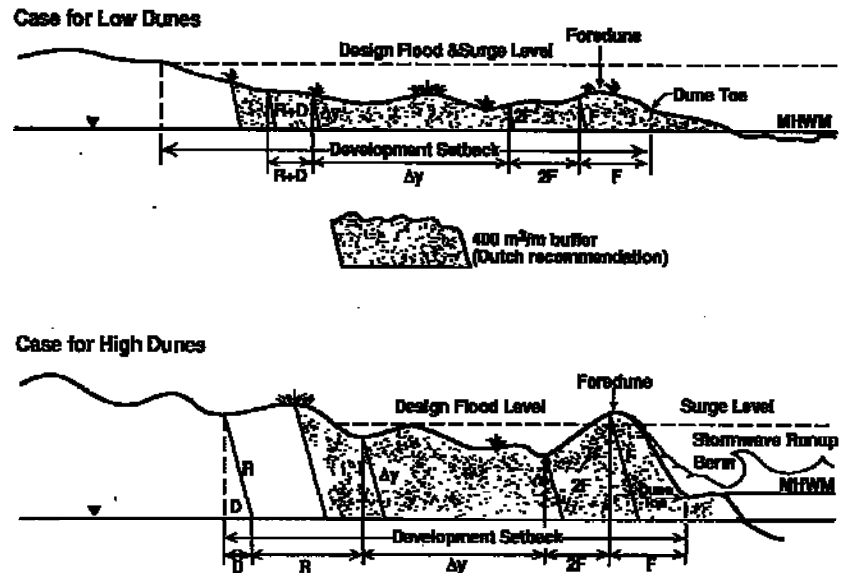 Case for Low Dunes
Foredune
Design Flood &Surge Level
Dune Toe
R+D
Δy
2F
F
MHWM
Development Setback
R+D
Δy
2F
F
400 m³/m buffer
(Dutch recommendation)
Case for High Dunes
Foredune
Design Flood Level
Surge Level
Stormwave Runup
Berm
R
Δy
2F
F
Dune
Toe
MHWM
D
Development Setback
D
R
Δy
2F
F